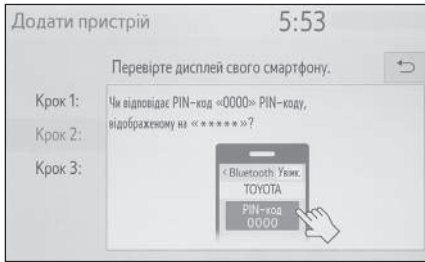 Додати пристрій 5:53
Перевірте дисплей свого смартфону.
Крок 1:
Чи відповідає PIN-код «0000» PIN-коду,
відображеному на «*****»?
Крок 2:
Крок 3:
< Bluetooth Увик.
TOYOTA
PIN-код
0000